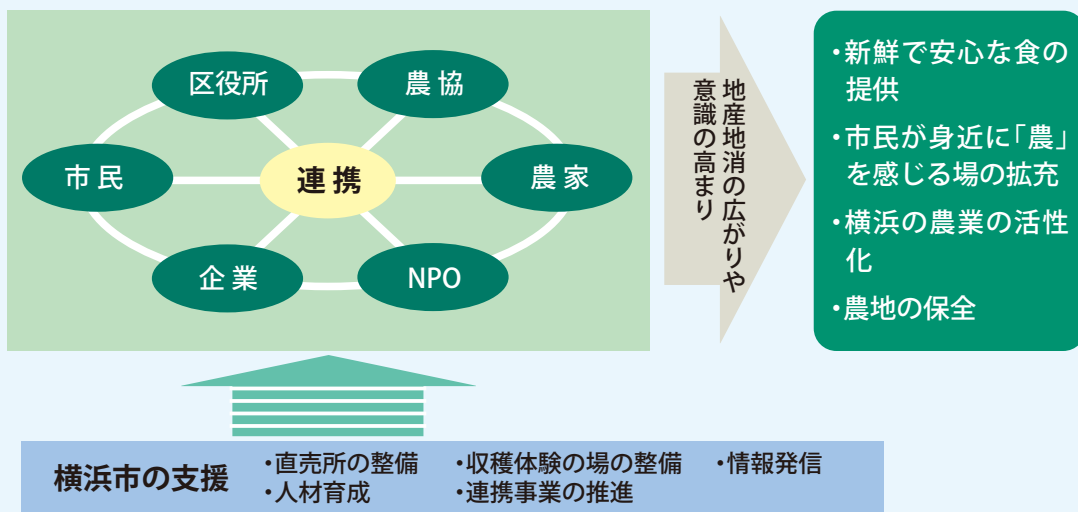 区役所
農協
市民
連携
農家
企業
NPO
地産地消の広がりや
意識の高まり
・新鮮で安心な食の
提供
・市民が身近に「農」
を感じる場の拡充
・横浜の農業の活性
化
・農地の保全
横浜市の支援
・直売所の整備 ・収穫体験の場の整備 ・情報発信
・人材育成 ・連携事業の推進